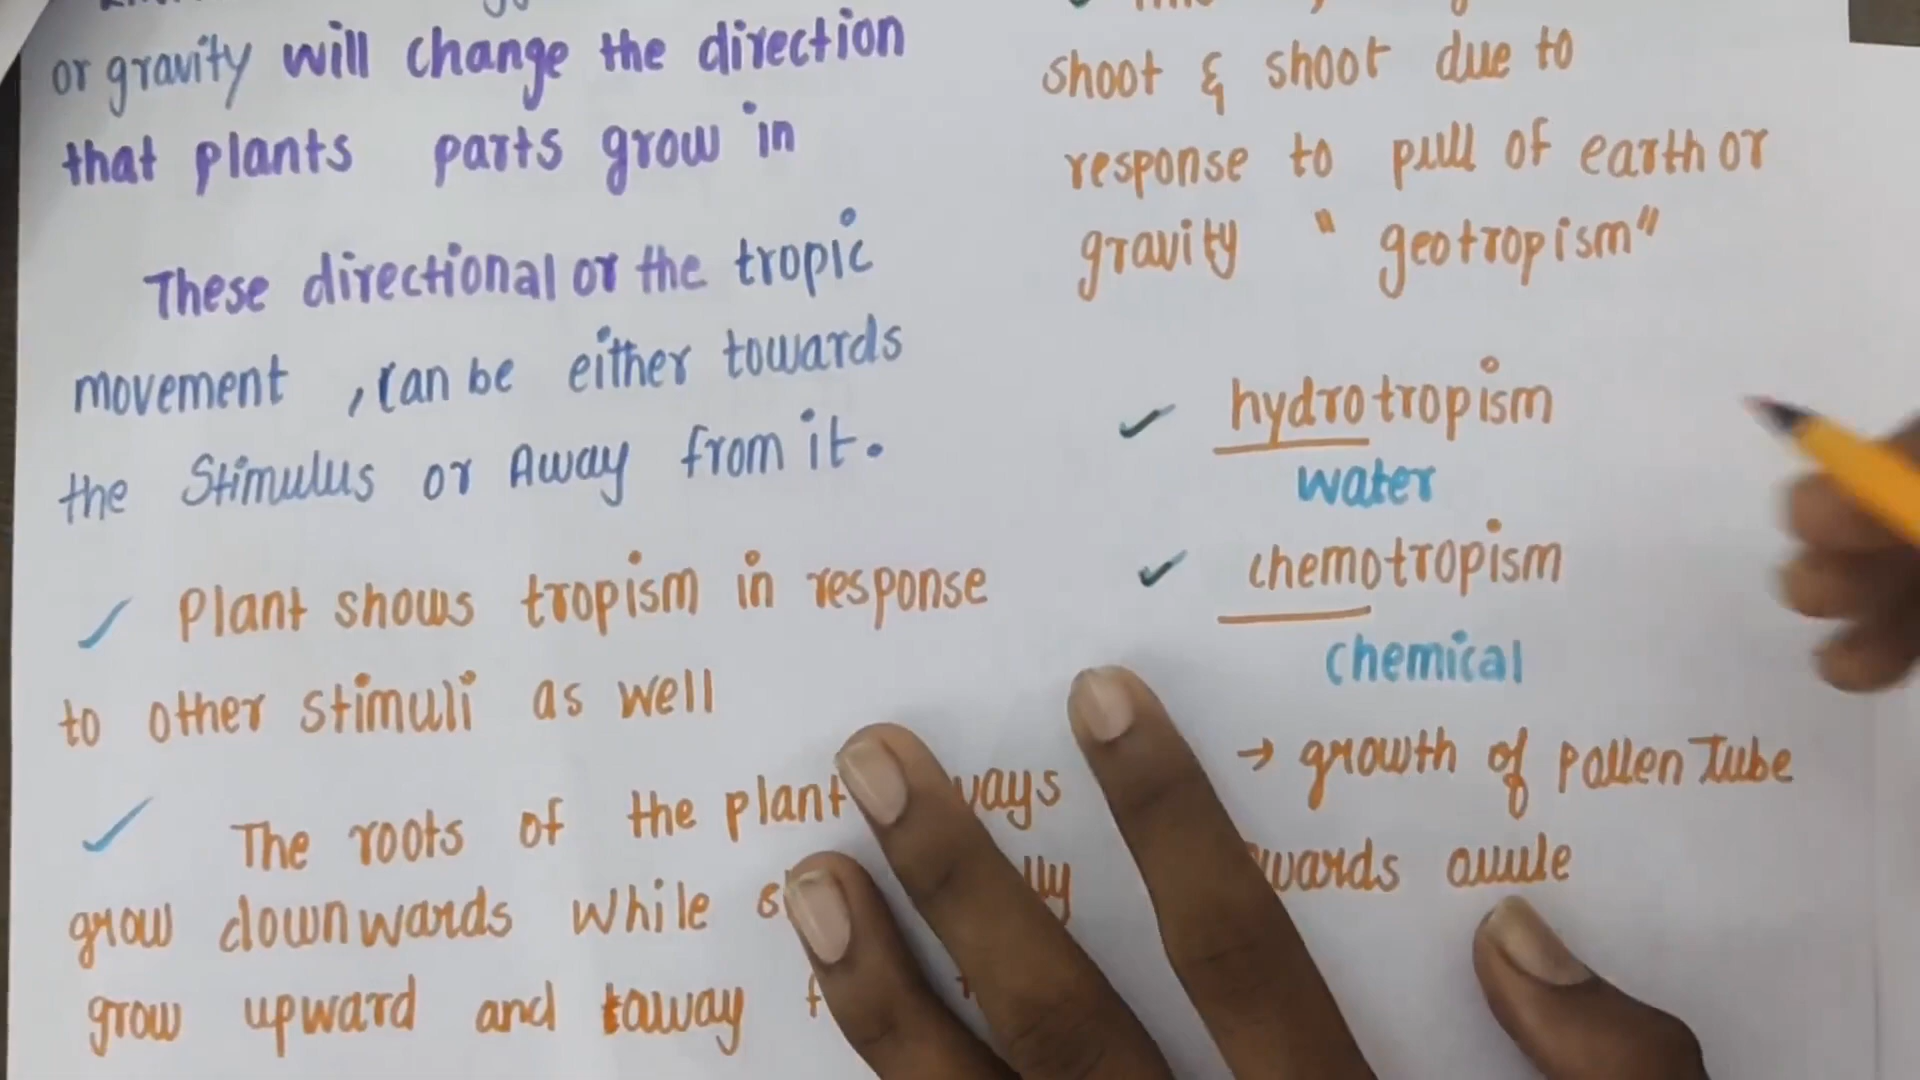 or gravity will change the direction
that plants parts grow in
These directional or the tropic
movement , can be either towards
the Stimulus or Away from it.
Plant shows tropism in response
to other stimuli as well
The roots of the plant
grow downwards while
grow upward and taway
shoot & shoot due to
response to pull of earth or
gravity " geotropism"
hydrotropism
water
chemotropism
chemical
→ growth of pollen Tube
ovule